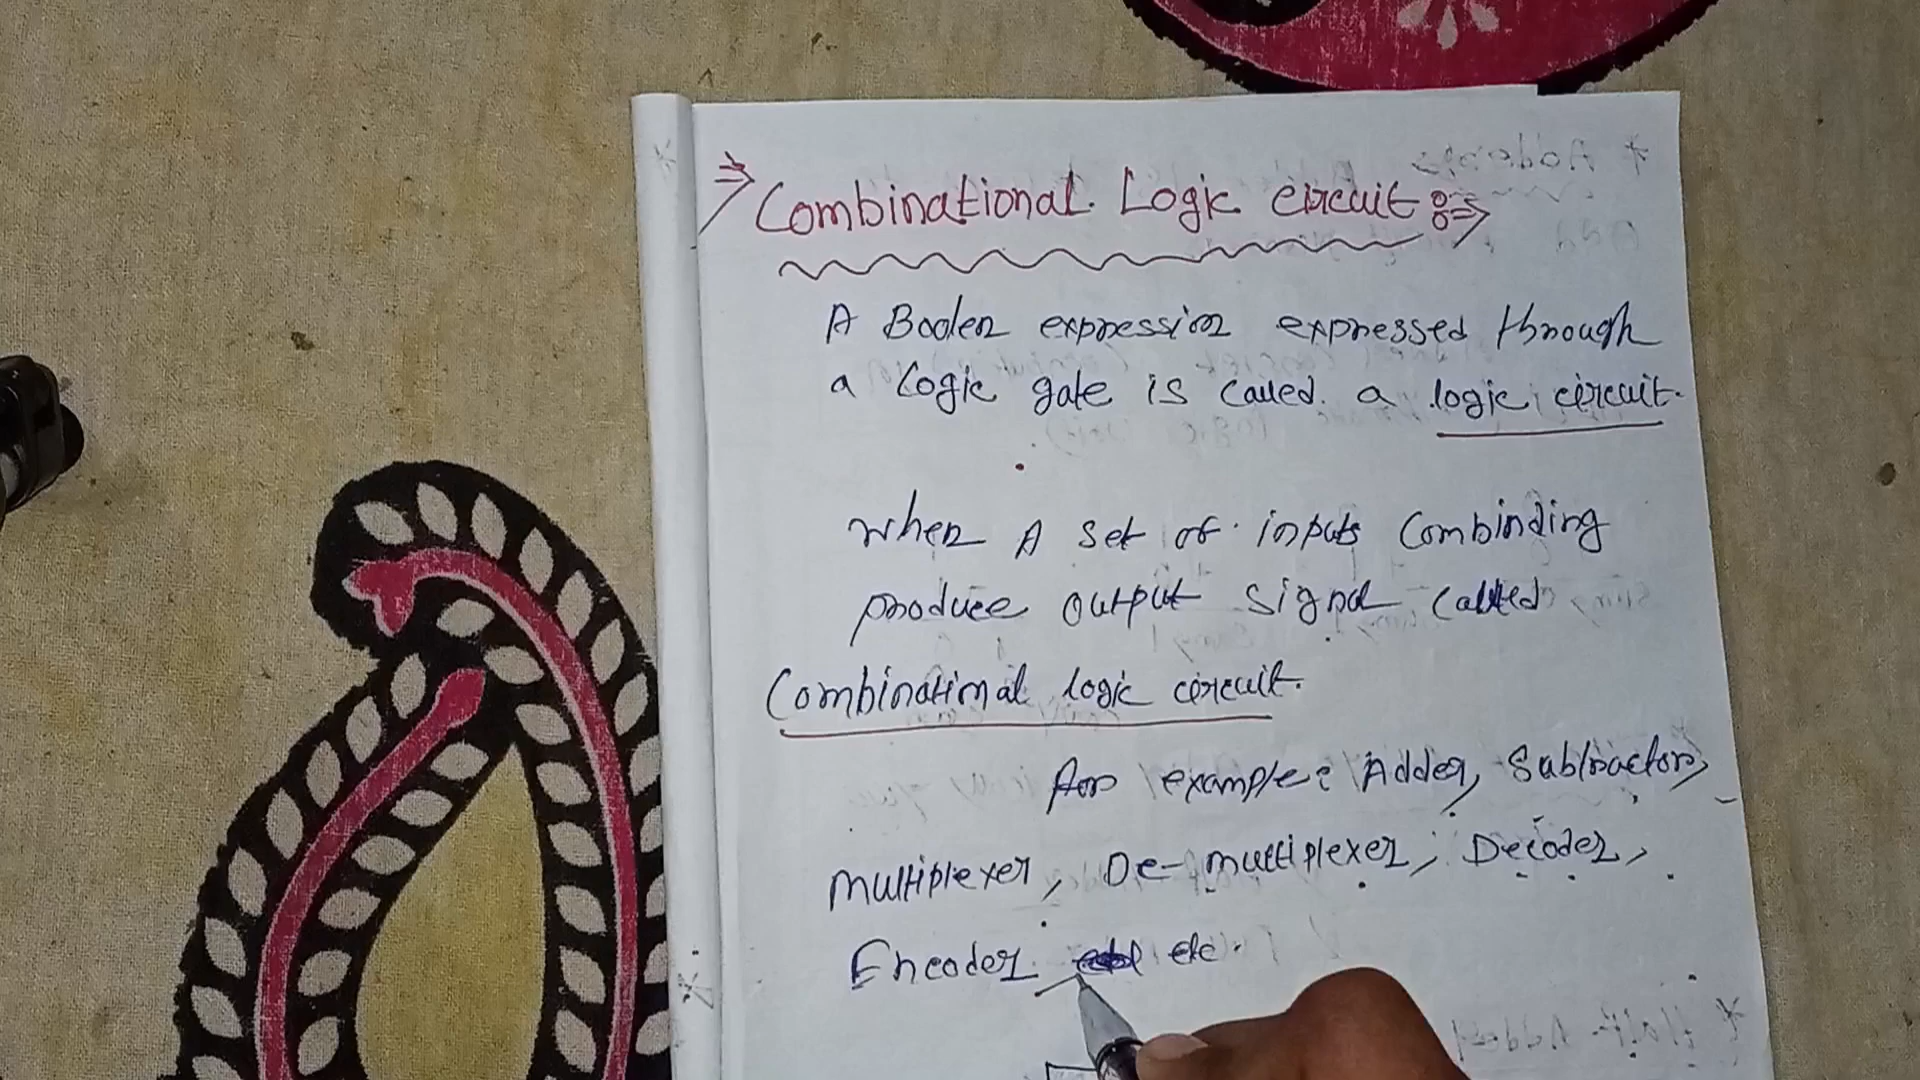 ⇒ Combinational Logic circuit :⇒
A Boolen expression expressed through
a Logic gate is called a logic circuit.
when A set of inputs Combinding
produce output signal called
Combinational logic circuit.
for example: Adder, Subtractor,
Multiplexer, De-multiplexer, Decoder,
Encoder etc.